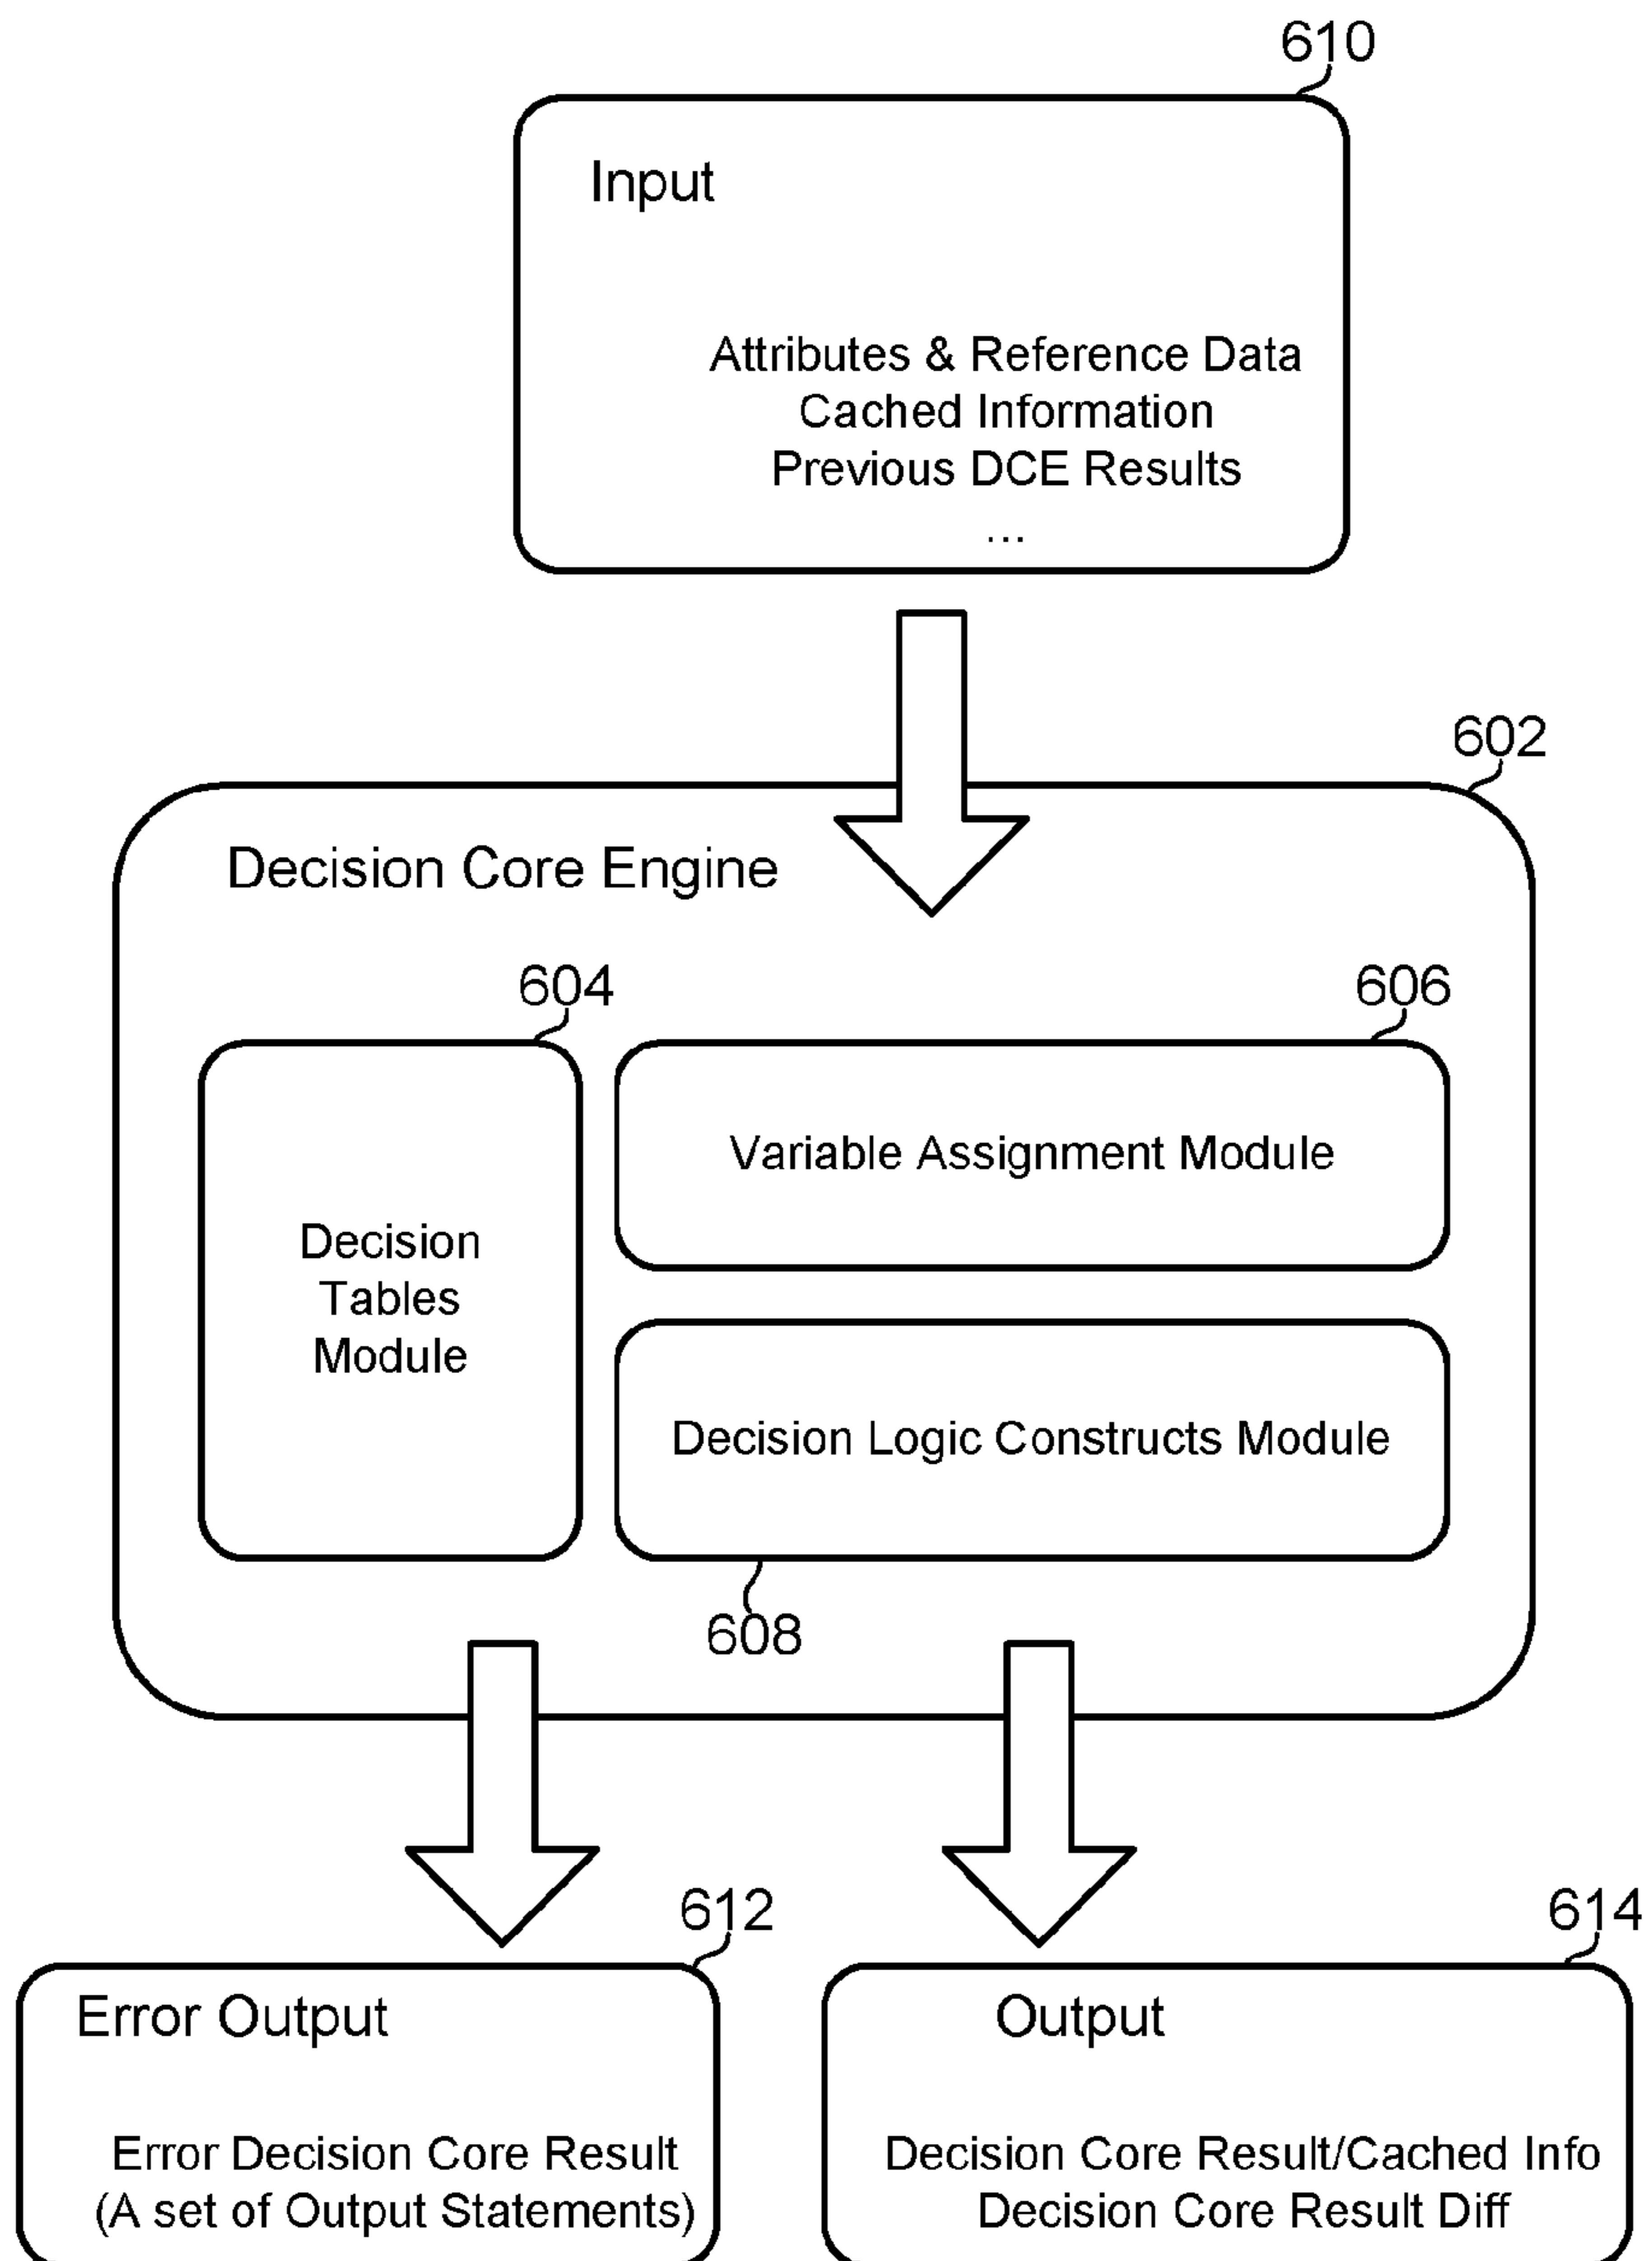 610
Input
Attributes & Reference Data
Cached Information
Previous DCE Results
...
602
Decision Core Engine
604
606
Decision
Tables
Module
Variable Assignment Module
Decision Logic Constructs Module
608
612
614
Error Output
Error Decision Core Result
(A set of Output Statements)
Output
Decision Core Result/Cached Info
Decision Core Result Diff